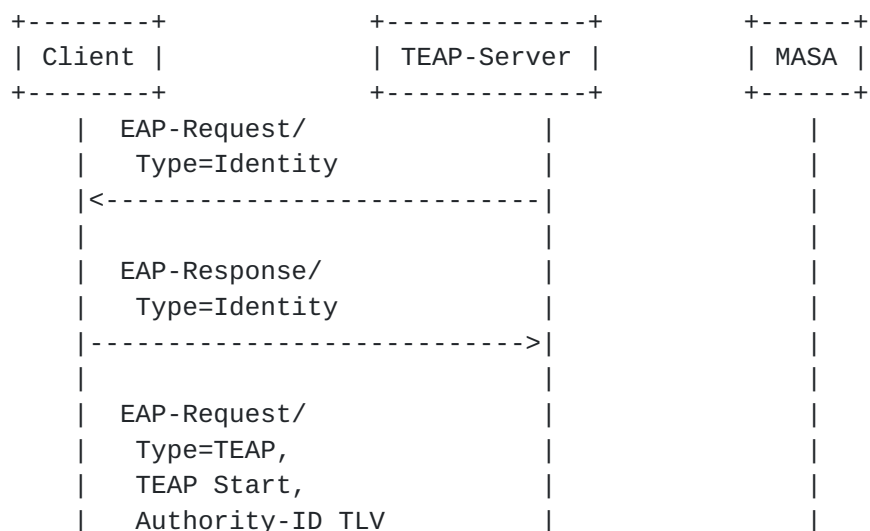 +--------+             +-------------+         +------+
| Client |             | TEAP-Server |         | MASA |
+--------+             +-------------+         +------+
    |  EAP-Request/               |                |
    |   Type=Identity             |                |
    |<----------------------------|                |
    |                             |                |
    |  EAP-Response/              |                |
    |   Type=Identity             |                |
    |---------------------------->|                |
    |                             |                |
    |  EAP-Request/               |                |
    |   Type=TEAP,                |                |
    |   TEAP Start,               |                |
    |   Authority-ID TLV          |                |